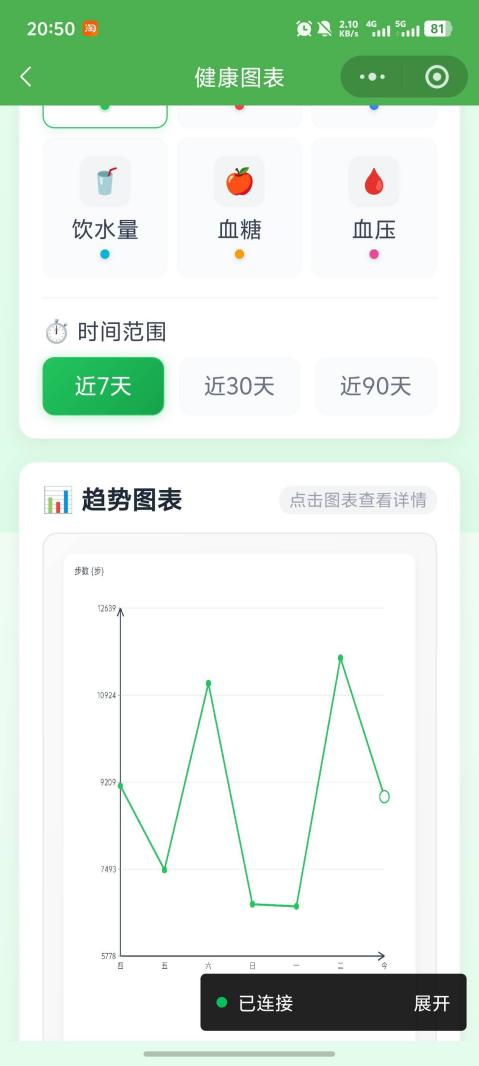 20:50 淘 2.10 KB/s 4G 5G 81
健康图表
饮水量 血糖 血压
时间范围
近7天 近30天 近90天
趋势图表 点击图表查看详情
步数 (步)
12639
10924
9209
7493
5778
四 五 六 日 一 二 今
已连接 展开